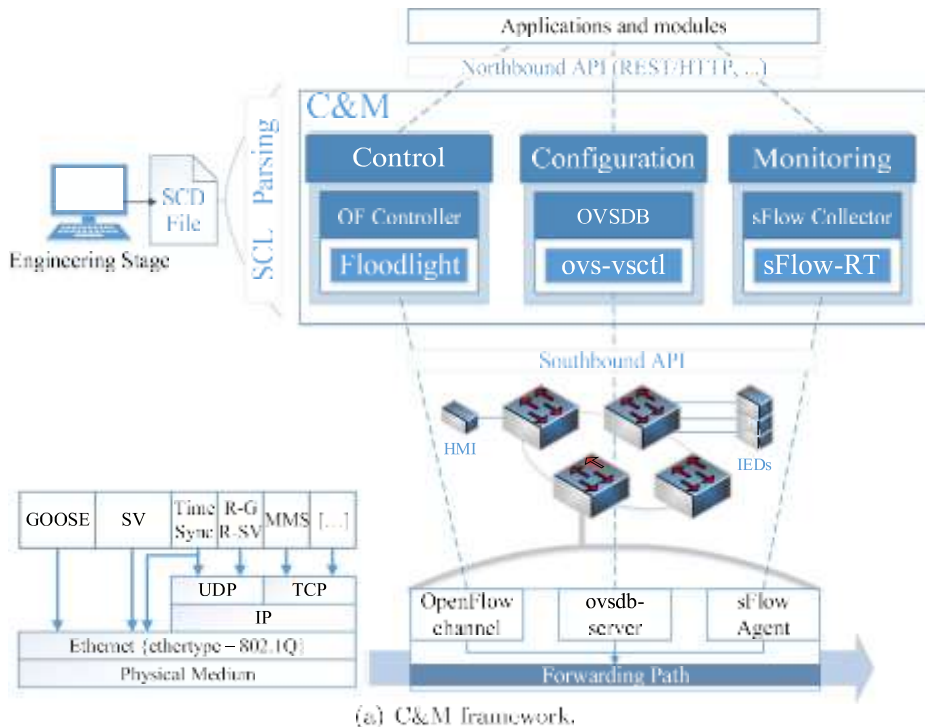 Applications and modules
Northbound API (REST/HTTP, ...)
C&M
SCL Parsing
Control
Configuration
Monitoring
SCD
File
OF Controller
OVSDB
sFlow Collector
Engineering Stage
Floodlight
ovs-vsctl
sFlow-RT
Southbound API
HMI
IEDs
GOOSE
SV
Time
Sync
R-G
R-SV
MMS
[...]
UDP
TCP
IP
Ethernet {ethertype - 802.1Q}
Physical Medium
OpenFlow
channel
ovsdb-
server
sFlow
Agent
Forwarding Path
(a) C&M framework.